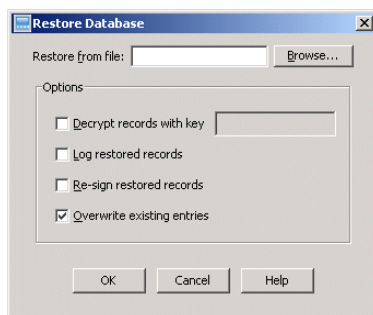 Restore Database
Restore from file:
Browse...
Options
Decrypt records with key
Log restored records
Re-sign restored records
Overwrite existing entries
OK Cancel Help